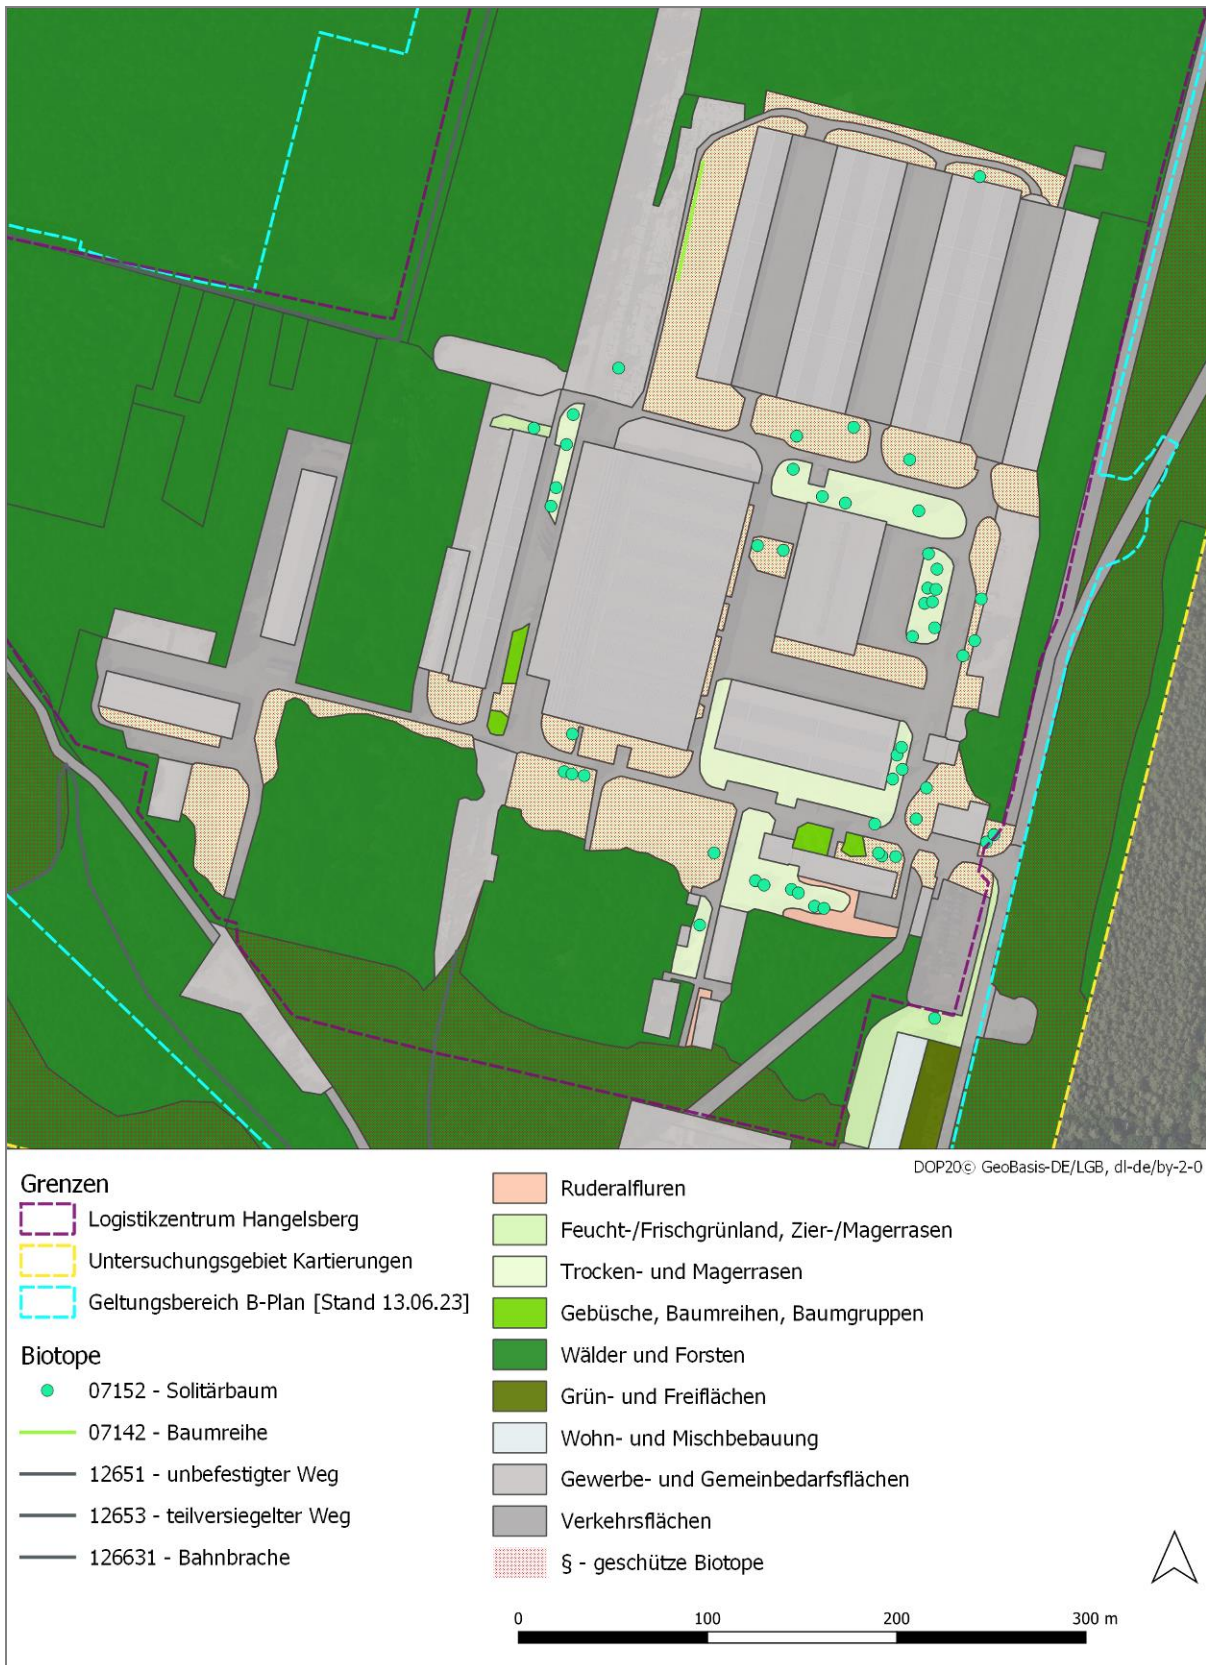 DOP20© GeoBasis-DE/LGB, dl-de/by-2-0
Grenzen
Logistikzentrum Hangelsberg
Untersuchungsgebiet Kartierungen
Geltungsbereich B-Plan [Stand 13.06.23]
Biotope
07152 - Solitärbaum
07142 - Baumreihe
12651 - unbefestigter Weg
12653 - teilversiegelter Weg
126631 - Bahnbrache
Ruderalfluren
Feucht-/Frischgrünland, Zier-/Magerrasen
Trocken- und Magerrasen
Gebüsche, Baumreihen, Baumgruppen
Wälder und Forsten
Grün- und Freiflächen
Wohn- und Mischbebauung
Gewerbe- und Gemeinbedarfsflächen
Verkehrsflächen
§ - geschütze Biotope
0 100 200 300 m